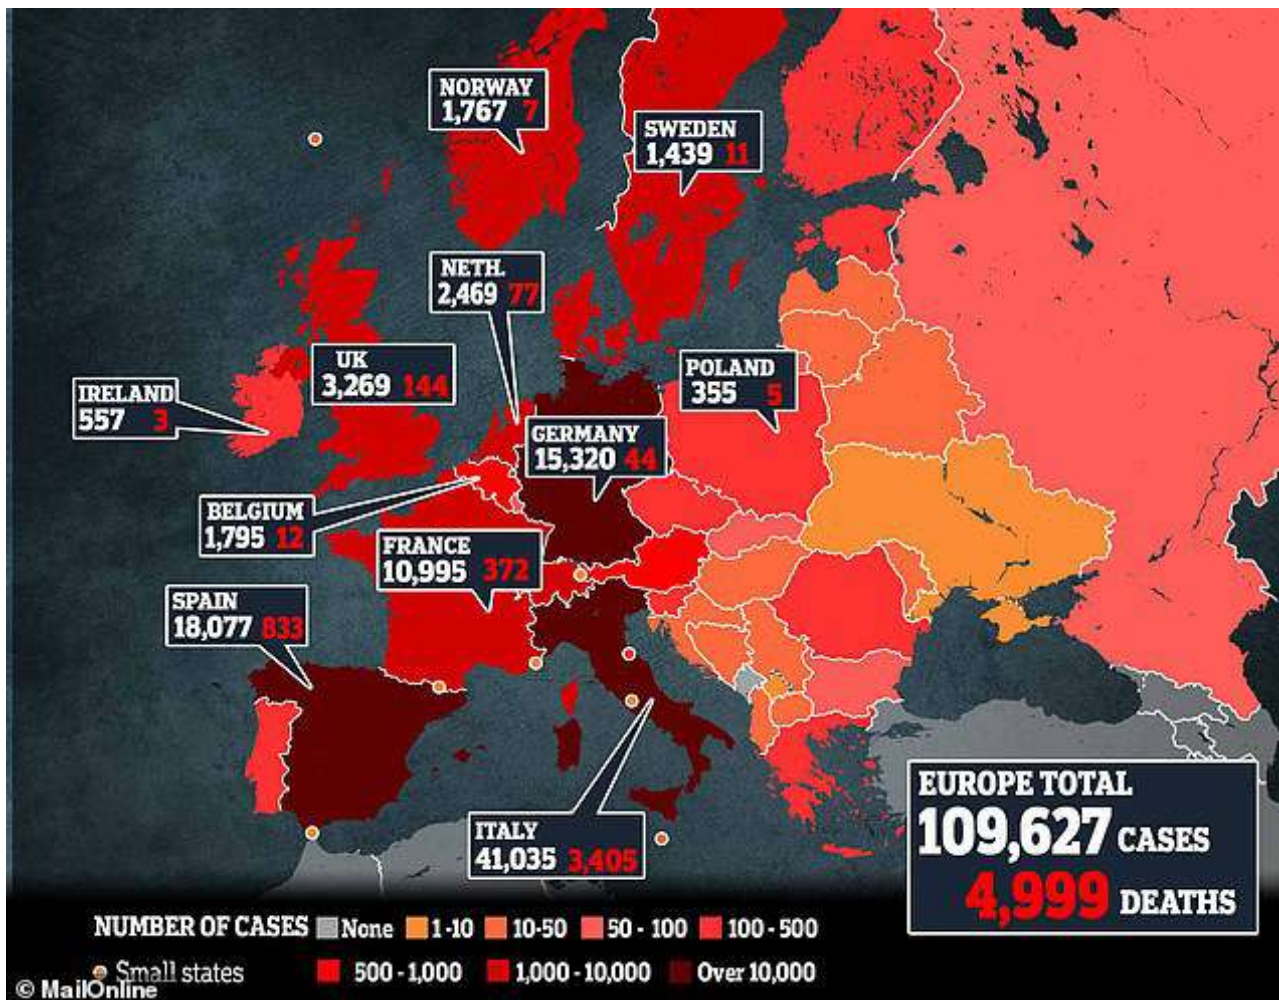 NORWAY
1,767 7
SWEDEN
1,439 11
NETH.
2,469 77
UK
3,269 144
POLAND
355 5
IRELAND
557 3
GERMANY
15,320 44
BELGIUM
1,795 12
FRANCE
10,995 372
SPAIN
18,077 833
ITALY
41,035 3,405
EUROPE TOTAL
109,627 CASES
4,999 DEATHS
NUMBER OF CASES None 1-10 10-50 50 - 100 100 - 500
Small states 500 - 1,000 1,000 - 10,000 Over 10,000
© MailOnline